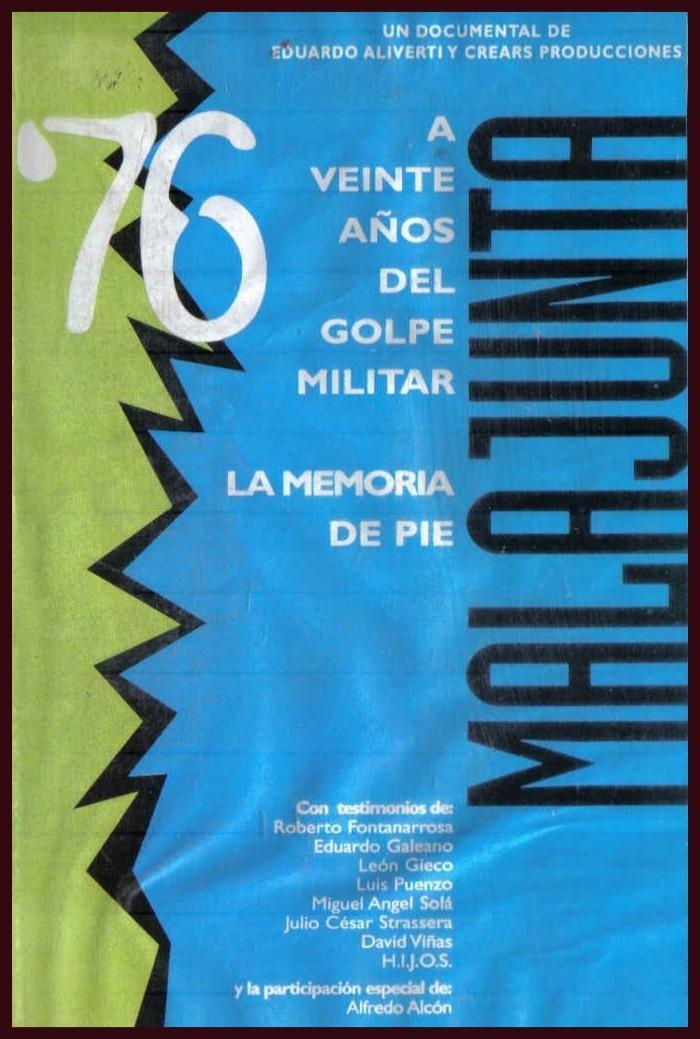 UN DOCUMENTAL DE
EDUARDO ALIVERTI Y CREARS PRODUCCIONES
'76
A
VEINTE
AÑOS
DEL
GOLPE
MILITAR
LA MEMORIA
DE PIE
MALAJUNTA
Con testimonios de:
Roberto Fontanarrosa
Eduardo Galeano
León Gieco
Luis Puenzo
Miguel Angel Solá
Julio César Strassera
David Viñas
H.I.J.O.S.
y la participación especial de:
Alfredo Alcón